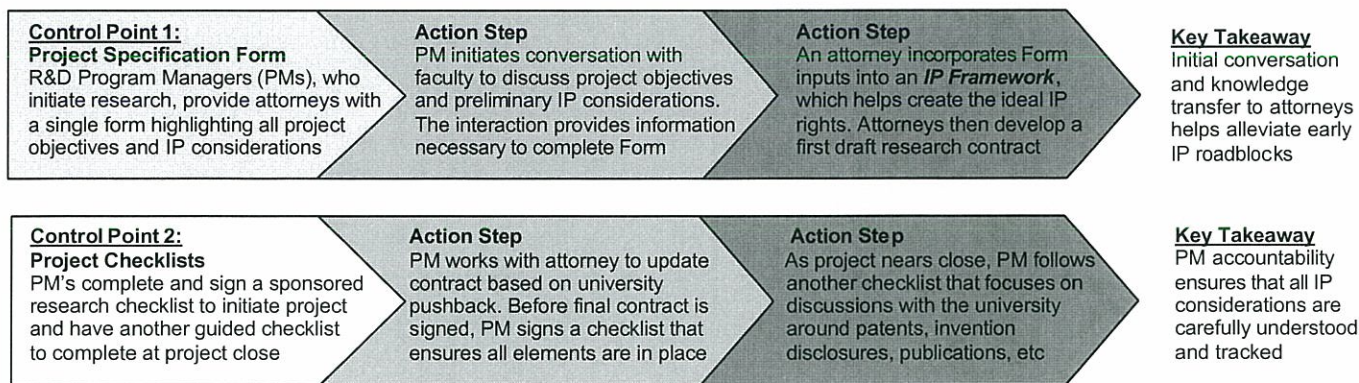 Control Point 1:
Project Specification Form
R&D Program Managers (PMs), who
initiate research, provide attorneys with
a single form highlighting all project
objectives and IP considerations
Action Step
PM initiates conversation with
faculty to discuss project objectives
and preliminary IP considerations.
The interaction provides information
necessary to complete Form
Action Step
An attorney incorporates Form
inputs into an IP Framework,
which helps create the ideal IP
rights. Attorneys then develop a
first draft research contract
Key Takeaway
Initial conversation
and knowledge
transfer to attorneys
helps alleviate early
IP roadblocks
Control Point 2:
Project Checklists
PM's complete and sign a sponsored
research checklist to initiate project
and have another guided checklist
to complete at project close
Action Step
PM works with attorney to update
contract based on university
pushback. Before final contract is
signed, PM signs a checklist that
ensures all elements are in place
Action Step
As project nears close, PM follows
another checklist that focuses on
discussions with the university
around patents, invention
disclosures, publications, etc
Key Takeaway
PM accountability
ensures that all IP
considerations are
carefully understood
and tracked